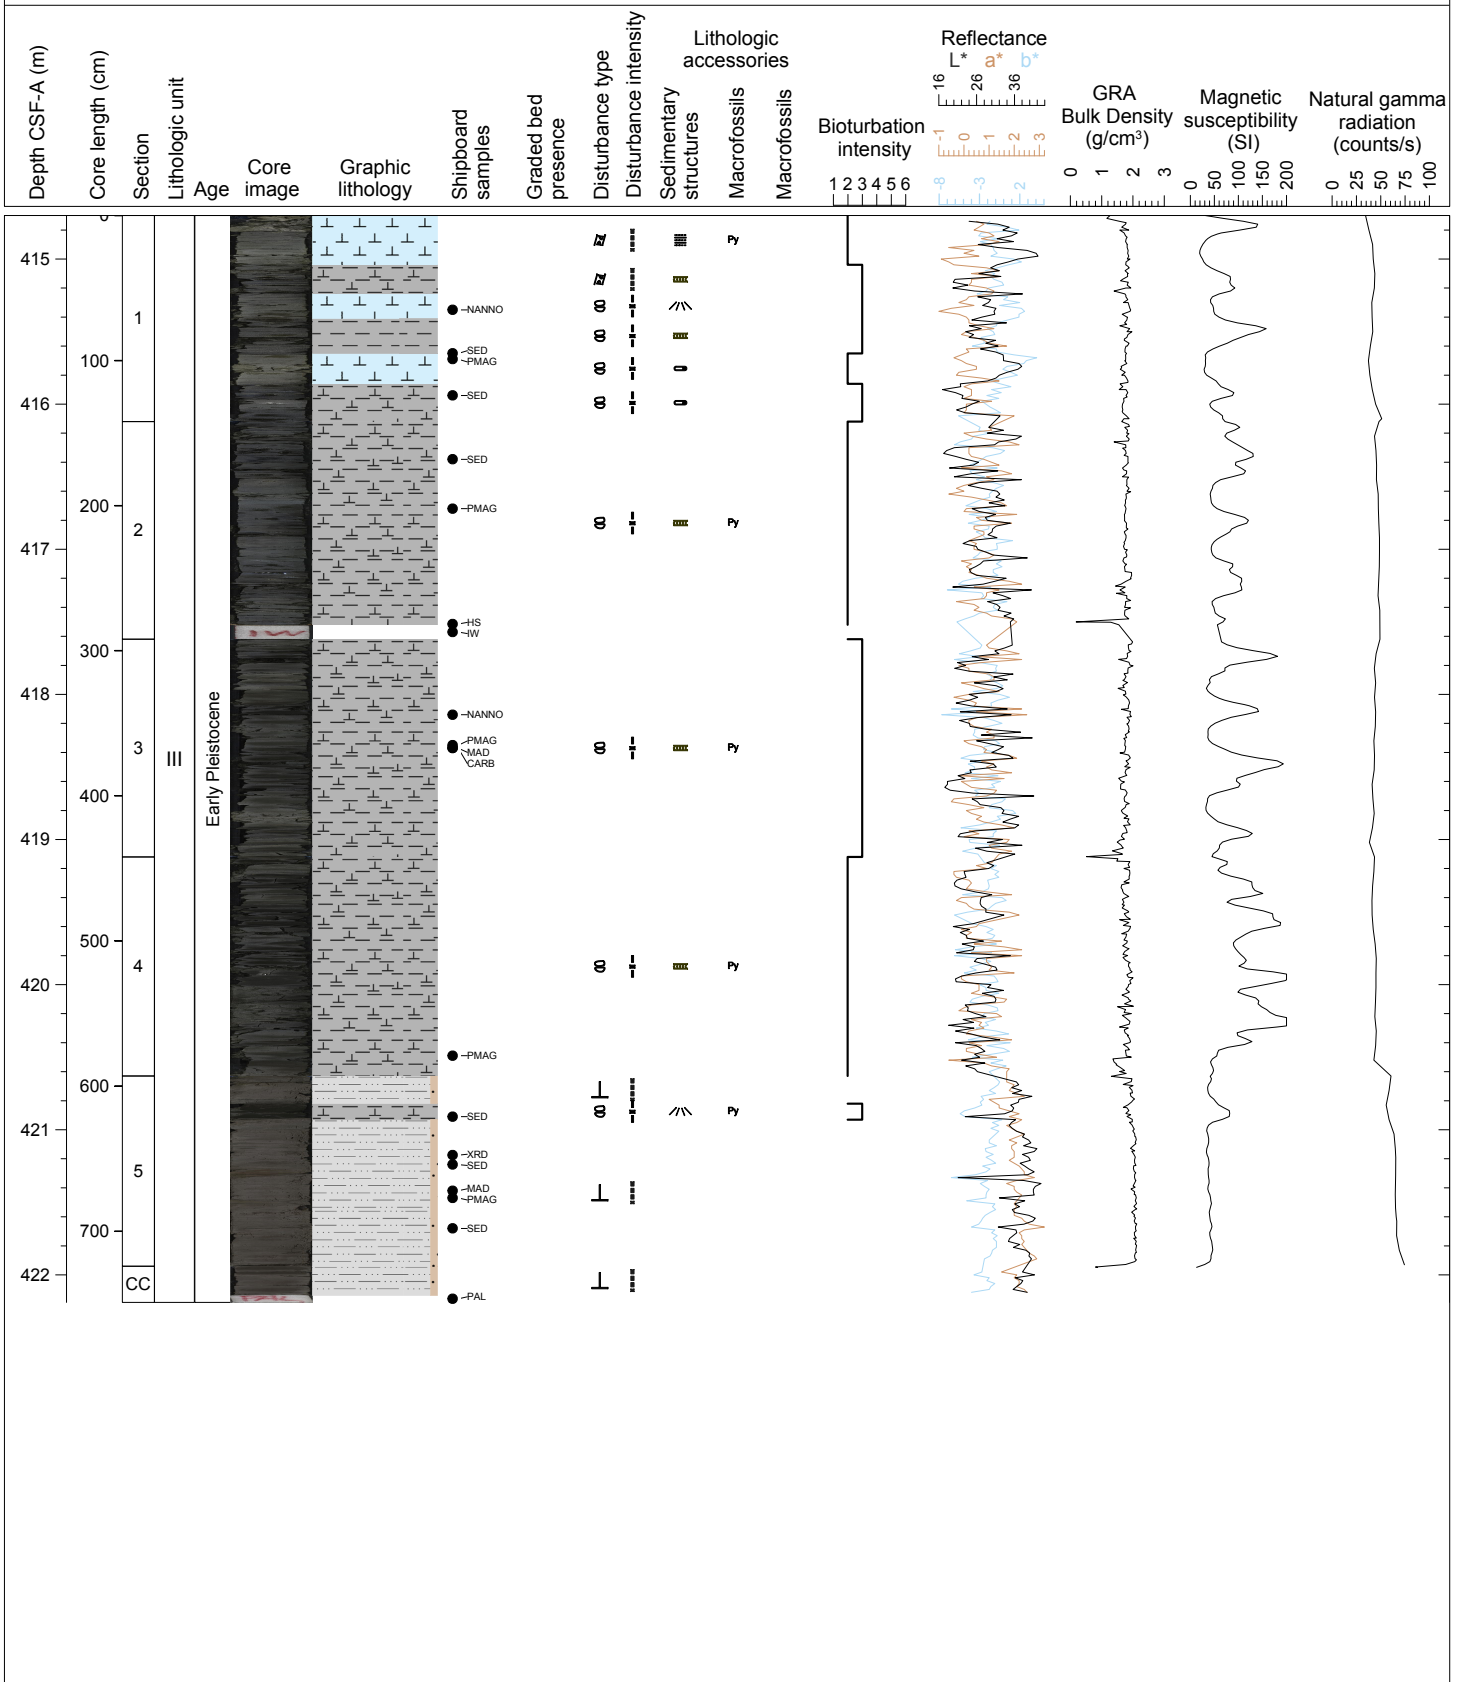 Depth CSF-A (m)
Core length (cm)
Section
Lithologic unit
Age
Core
image
Graphic
lithology
Shipboard
samples
Graded bed
presence
Disturbance type
Disturbance intensity
Lithologic
accessories
Sedimentary
structures
Macrofossils
Macrofossils
Bioturbation
intensity
1 2 3 4 5 6
Reflectance
L* a* b*
16 26 36
-1 0 1 2 3
-8 -3 2
GRA
Bulk Density
(g/cm³)
0 1 2 3
Magnetic
susceptibility
(SI)
0 50 100 150 200
Natural gamma
radiation
(counts/s)
0 25 50 75 100
0
415
100
416
200
417
300
418
400
419
500
420
600
421
700
422
1
2
3
4
5
CC
III
Early Pleistocene
IW
NANNO
SED
PMAG
SED
SED
PMAG
HS
IW
NANNO
PMAG
MAD
CARB
PMAG
SED
XRD
SED
MAD
PMAG
SED
PAL
Py
Py
Py
Py
Py